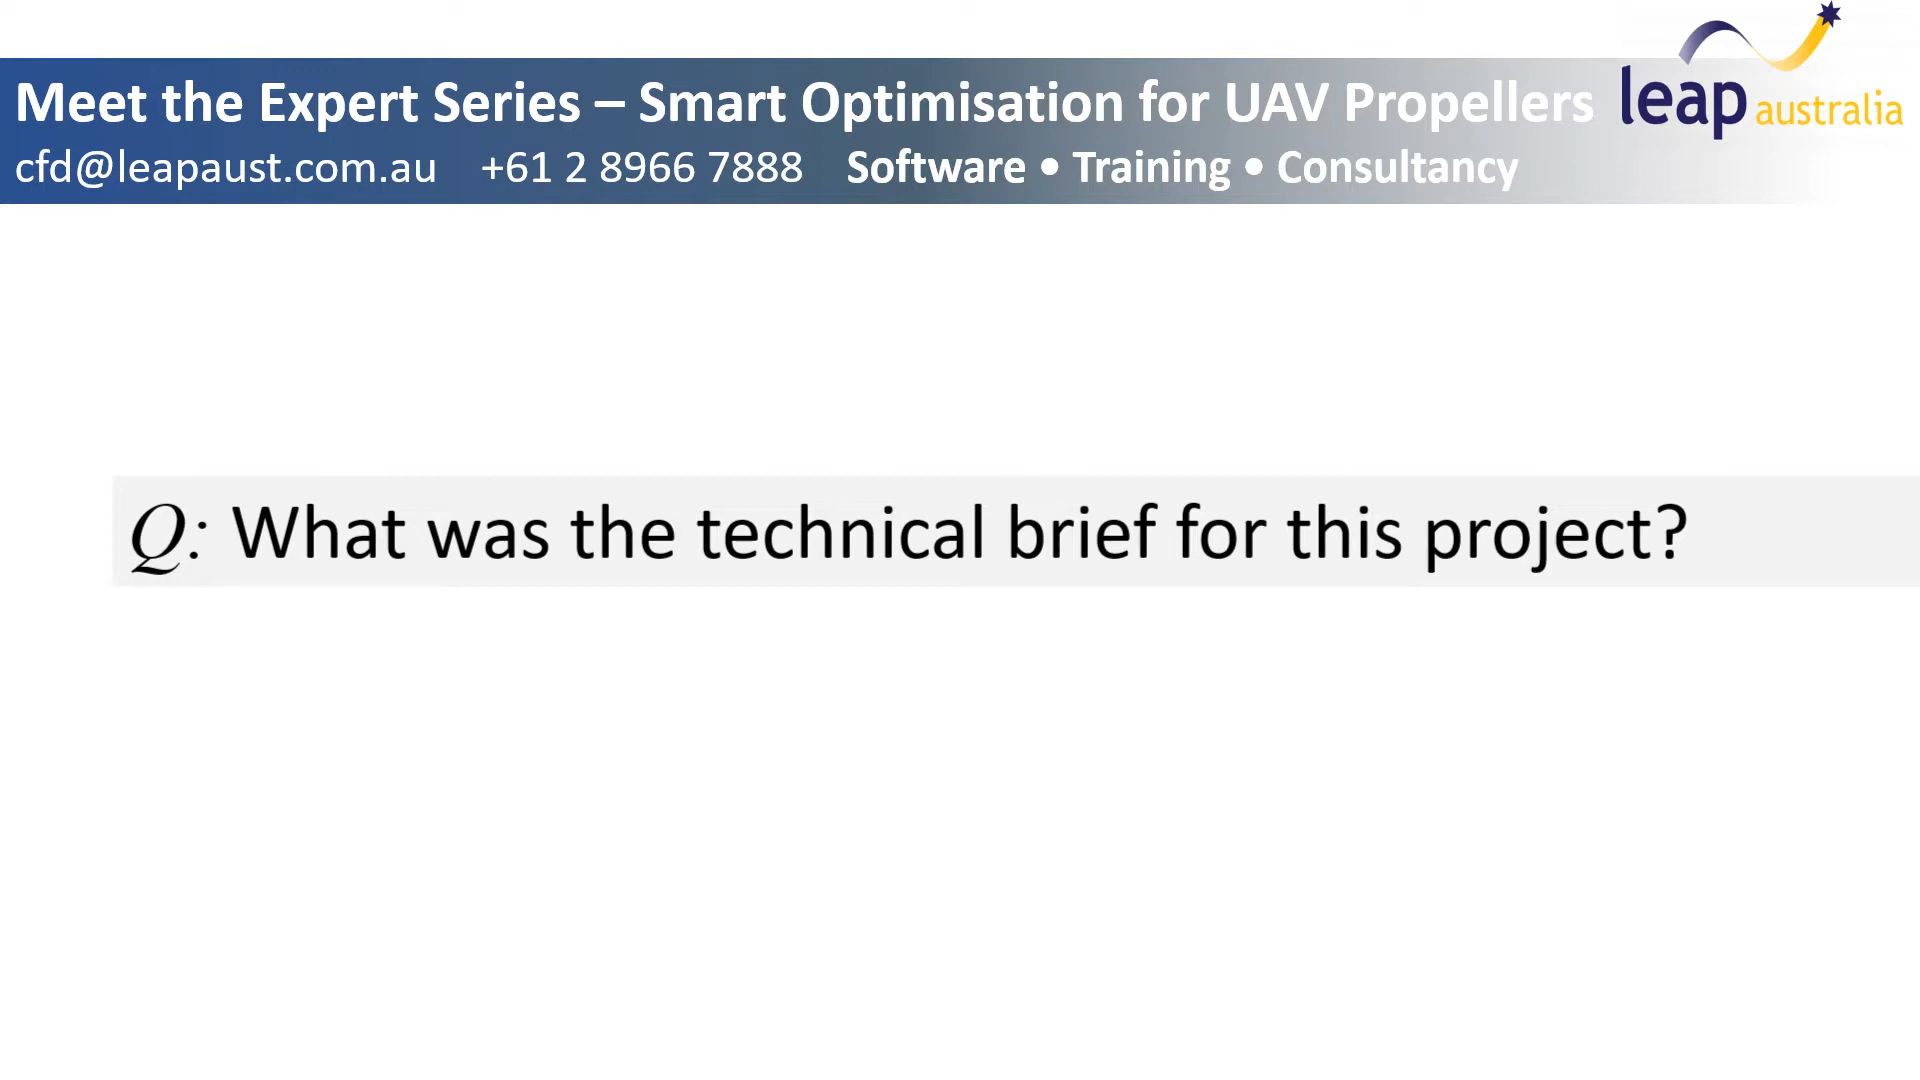 Meet the Expert Series – Smart Optimisation for UAV Propellers
leap australia
cfd@leapaust.com.au +61 2 8966 7888 Software • Training • Consultancy
Q: What was the technical brief for this project?